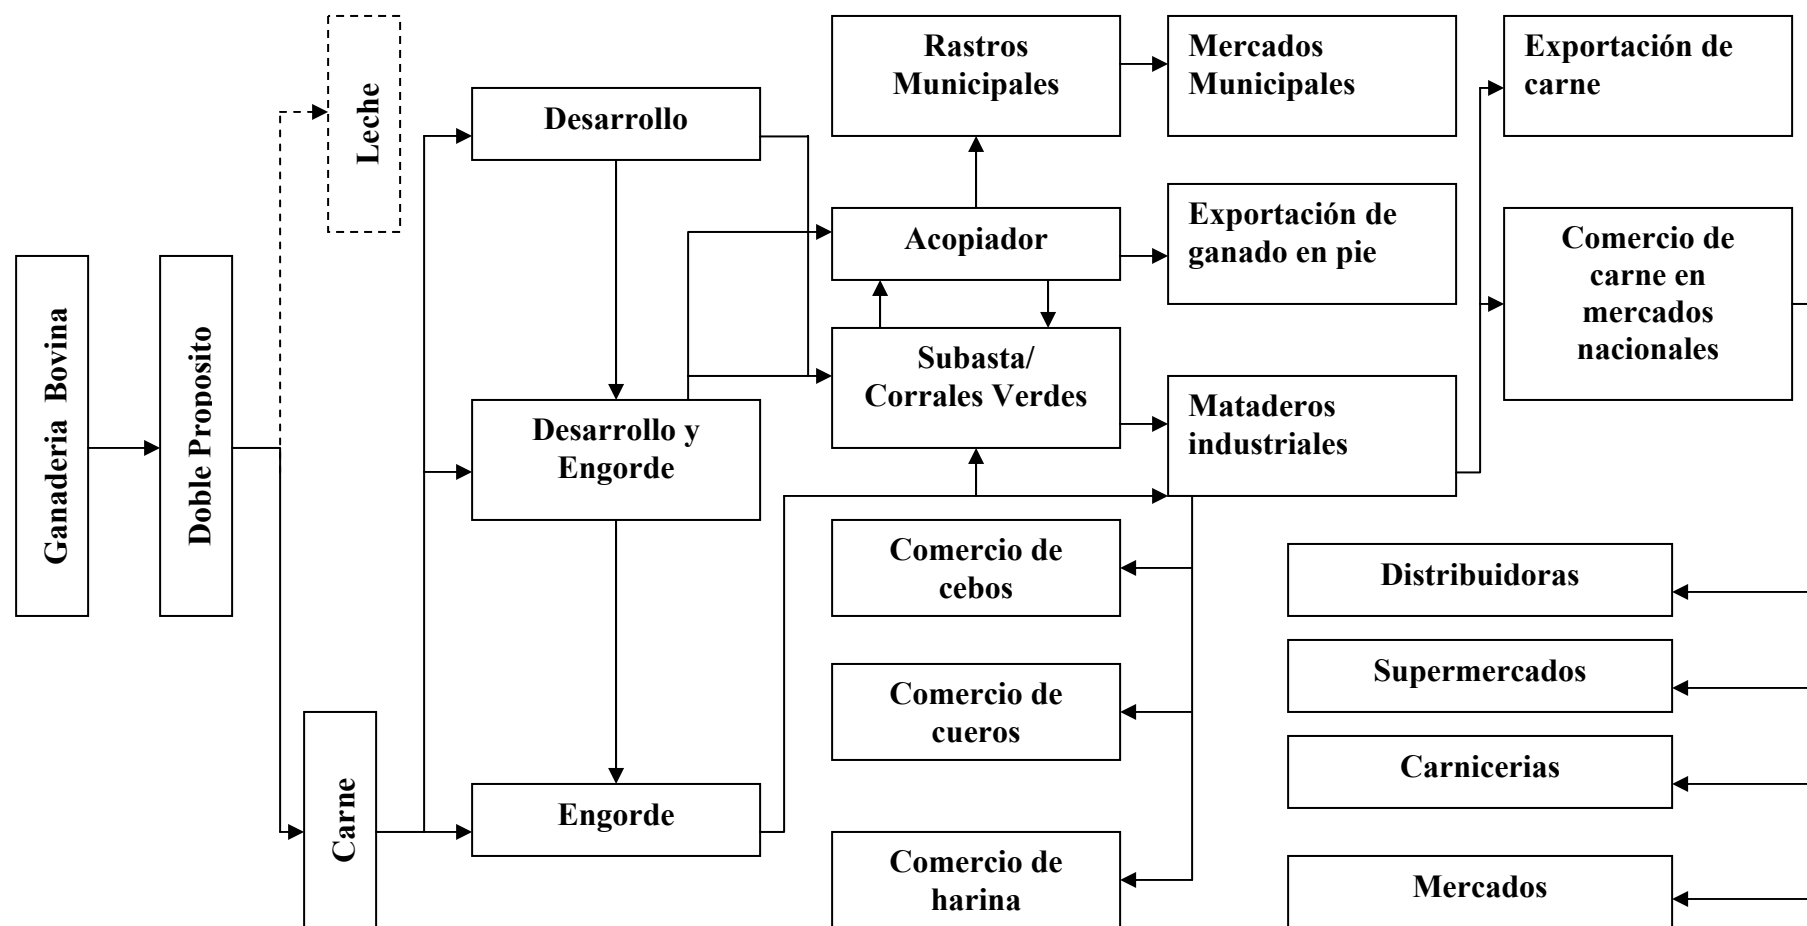 Ganaderia Bovina
Doble Proposito
Leche
Carne
Desarrollo
Desarrollo y
Engorde
Engorde
Rastros
Municipales
Acopiador
Subasta/
Corrales Verdes
Comercio de
cebos
Comercio de
cueros
Comercio de
harina
Mercados
Municipales
Exportación de
ganado en pie
Mataderos
industriales
Exportación de
carne
Comercio de
carne en
mercados
nacionales
Distribuidoras
Supermercados
Carnicerias
Mercados